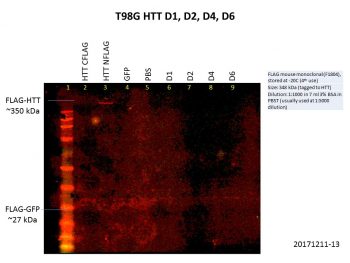 T98G HTT D1, D2, D4, D6
HTT CFLAG
HTT NFLAG
GFP
PBS
D1
D2
D4
D6
1 2 3 4 5 6 7 8 9
FLAG-HTT
~350 kDa
FLAG-GFP
~27 kDa
FLAG mouse monoclonal (F1804),
stored at -20C (4th use)
Size: 348 kDa (tagged to HTT)
Dilution: 1:1000 in 7 ml 3% BSA in
PBST (usually used at 1:5000
dilution)
20171211-13